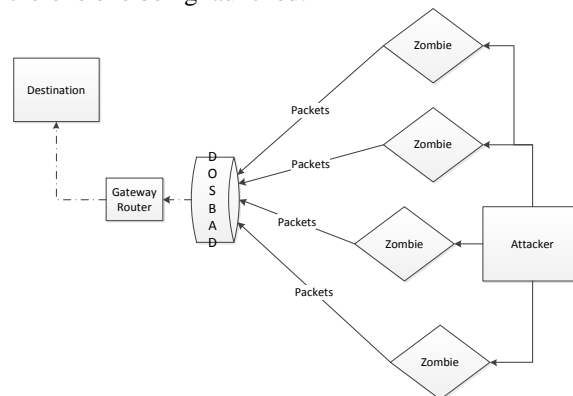 Zombie
Destination
Packets
Zombie
Packets
D
O
S
B
A
D
Gateway
Router
Packets
Zombie
Attacker
Packets
Zombie